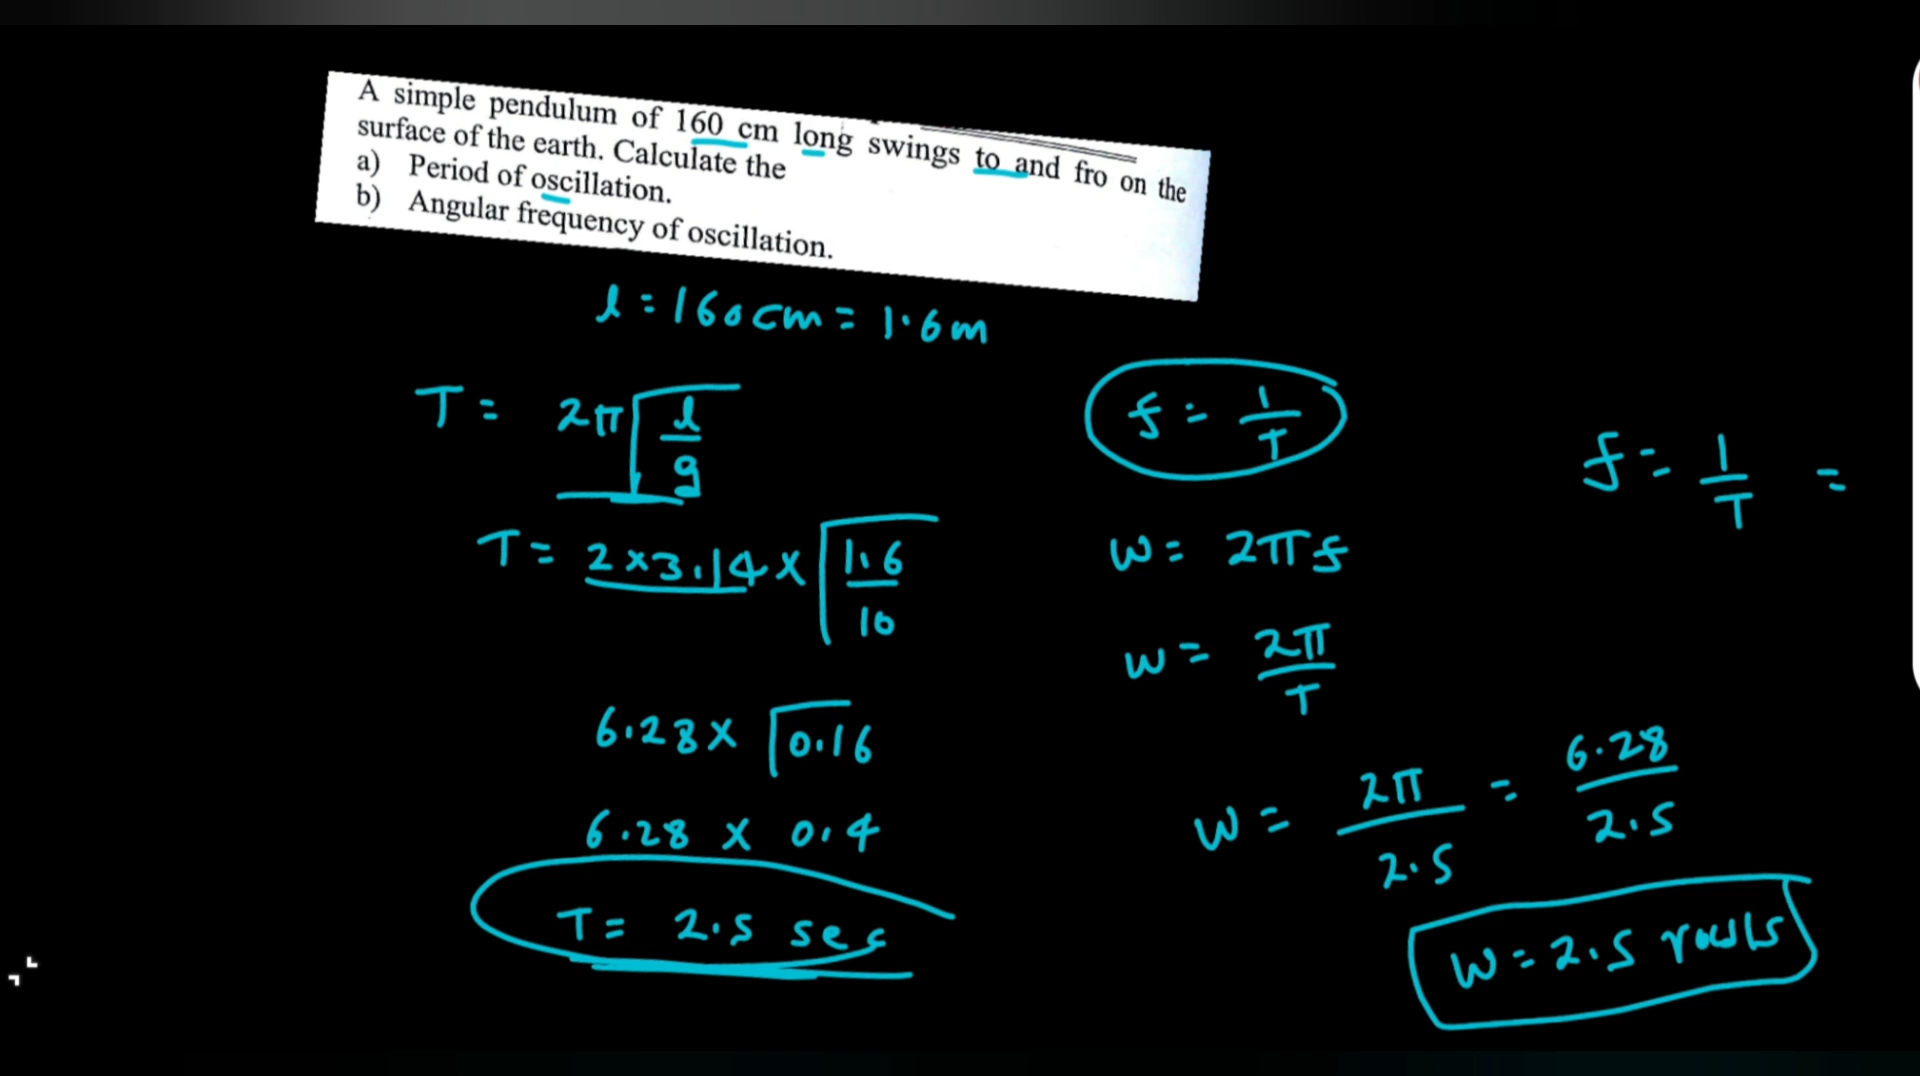 A simple pendulum of 160 cm long swings to and fro on the
surface of the earth. Calculate the
a) Period of oscillation.
b) Angular frequency of oscillation.
l = 160cm = 1.6m
T = 2π√(l/g)
T = 2×3.14×√(1.6/10)
6.28×√0.16
6.28 × 0.4
T = 2.5 sec
f = 1/T
w = 2πf
w = 2π/T
w = 2π/2.5 = 6.28/2.5
w = 2.5 rad/s
f = 1/T =